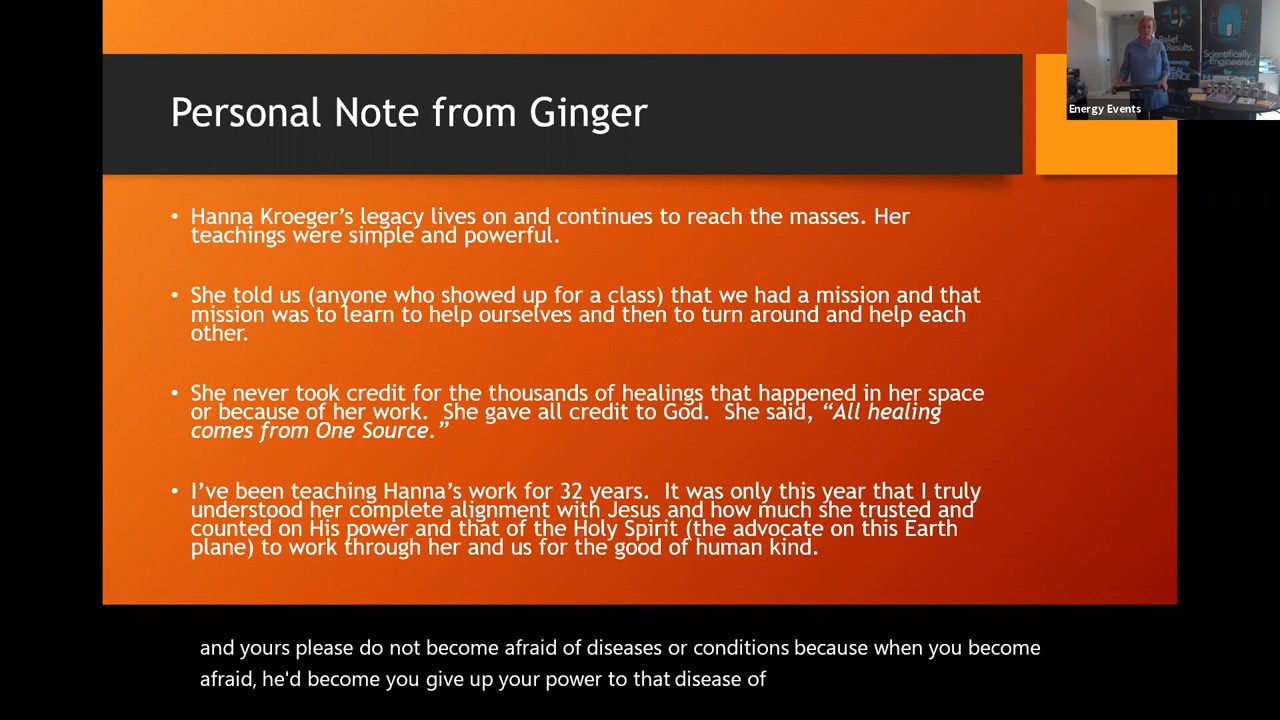 Personal Note from Ginger
Relief.
Results.
Scientifically
Engineered
Energy Events
• Hanna Kroeger’s legacy lives on and continues to reach the masses. Her
teachings were simple and powerful.
• She told us (anyone who showed up for a class) that we had a mission and that
mission was to learn to help ourselves and then to turn around and help each
other.
• She never took credit for the thousands of healings that happened in her space
or because of her work.  She gave all credit to God.  She said, “All healing
comes from One Source.”
• I’ve been teaching Hanna’s work for 32 years.  It was only this year that I truly
understood her complete alignment with Jesus and how much she trusted and
counted on His power and that of the Holy Spirit (the advocate on this Earth
plane) to work through her and us for the good of human kind.
and yours please do not become afraid of diseases or conditions because when you become
afraid, he'd become you give up your power to that disease of